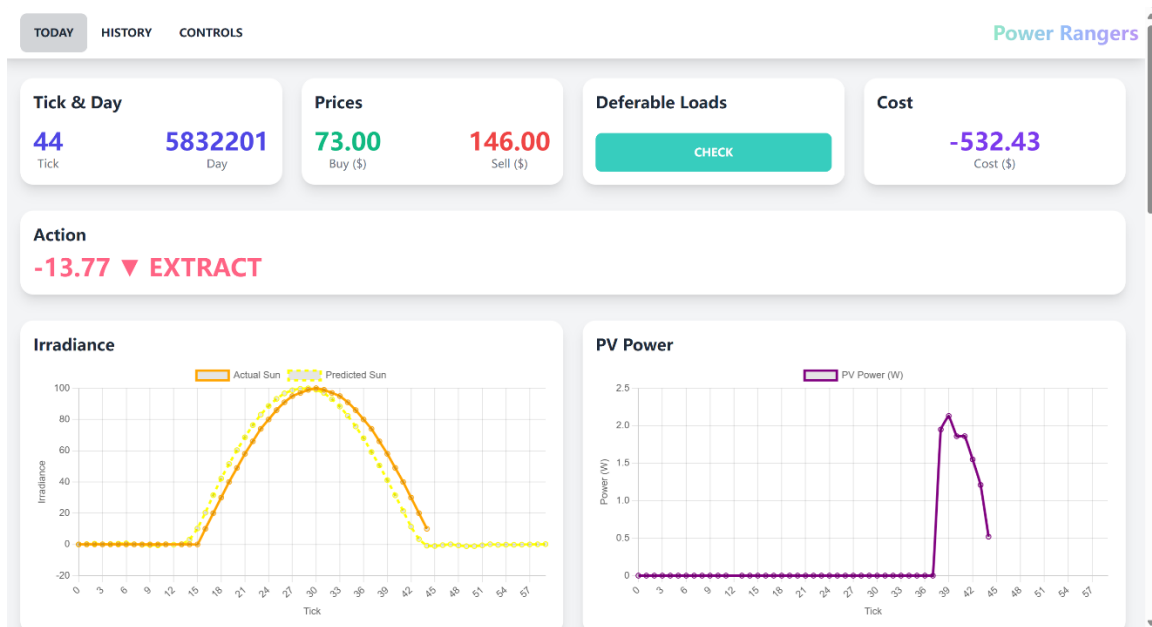 TODAY HISTORY CONTROLS Power Rangers
Tick & Day
44 5832201
Tick Day
Prices
73.00 146.00
Buy ($) Sell ($)
Deferable Loads
CHECK
Cost
-532.43
Cost ($)
Action
-13.77 ▼ EXTRACT
Irradiance
Actual Sun Predicted Sun
100
80
60
40
20
0
-20
Irradiance
0 3 6 9 12 15 18 21 24 27 30 33 36 39 42 45 48 51 54 57
Tick
PV Power
PV Power (W)
2.5
2.0
1.5
1.0
0.5
0
Power (W)
0 3 6 9 12 15 18 21 24 27 30 33 36 39 42 45 48 51 54 57
Tick